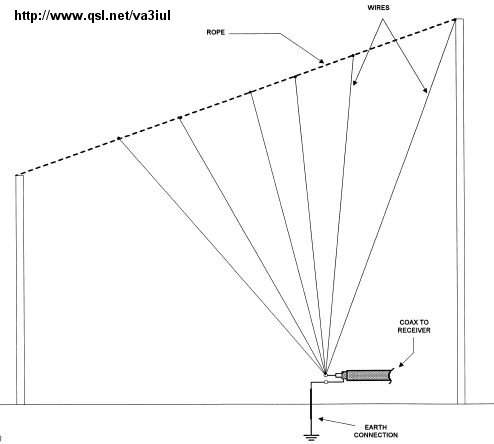 http://www.qsl.net/va3iul
WIRES
ROPE
COAX TO
RECEIVER
EARTH
CONNECTION